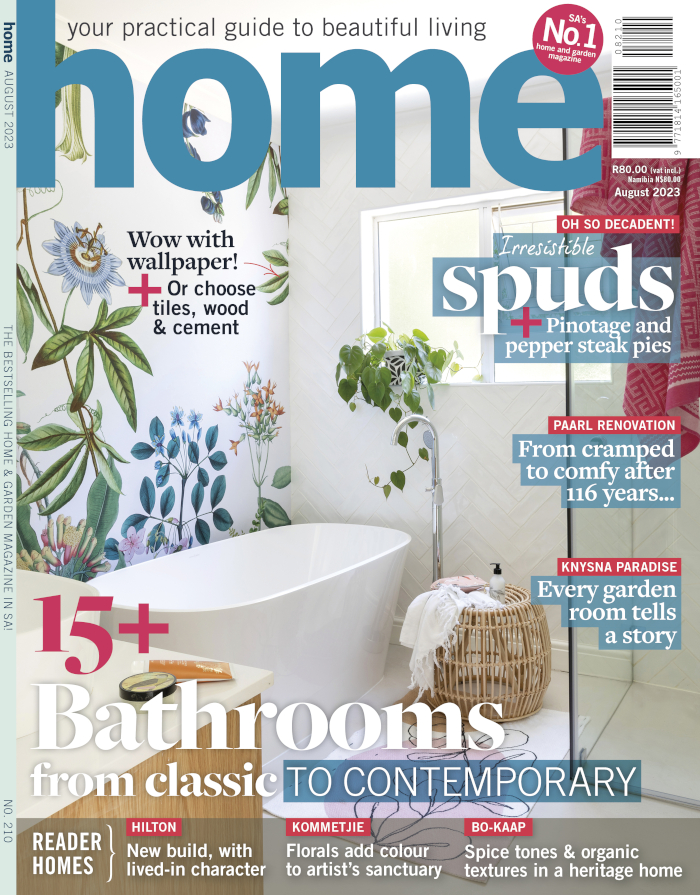 your practical guide to beautiful living
home
SA's
No.1
home and garden
magazine
08210
9 771814 165001
R80.00 (vat incl.)
Namibia N$80.00
August 2023
home AUGUST 2023
THE BESTSELLING HOME & GARDEN MAGAZINE IN SA!
NO. 210
Wow with
wallpaper!
+ Or choose
tiles, wood
& cement
OH SO DECADENT!
Irresistible
spuds
+ Pinotage and
pepper steak pies
PAARL RENOVATION
From cramped
to comfy after
116 years...
KNYSNA PARADISE
Every garden
room tells
a story
15+
Bathrooms
from classic TO CONTEMPORARY
READER
HOMES
HILTON
New build, with
lived-in character
KOMMETJIE
Florals add colour
to artist's sanctuary
BO-KAAP
Spice tones & organic
textures in a heritage home